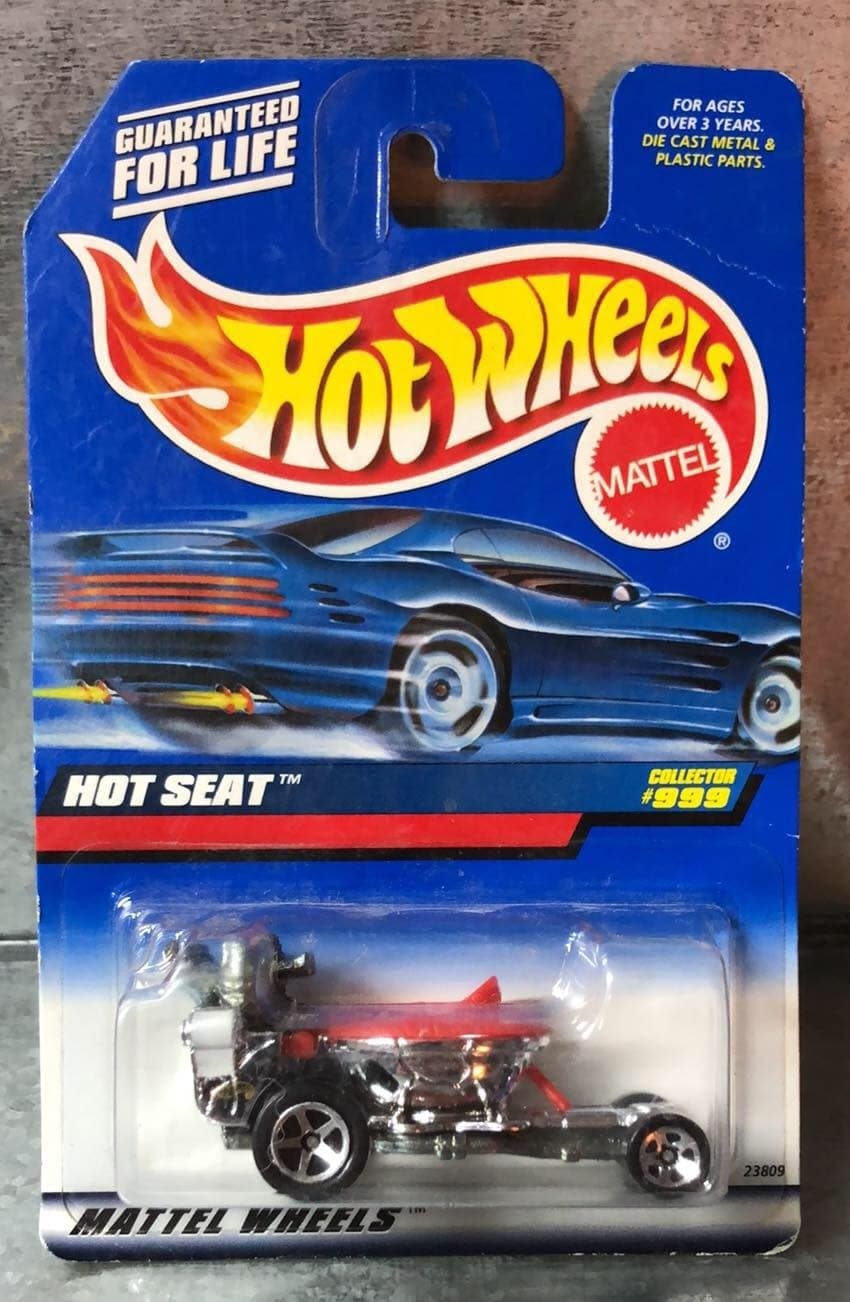 GUARANTEED
FOR LIFE
FOR AGES
OVER 3 YEARS.
DIE CAST METAL &
PLASTIC PARTS.
HOT WHEELS
MATTEL
®
HOT SEAT™
COLLECTOR
#999
23809
MATTEL WHEELS™